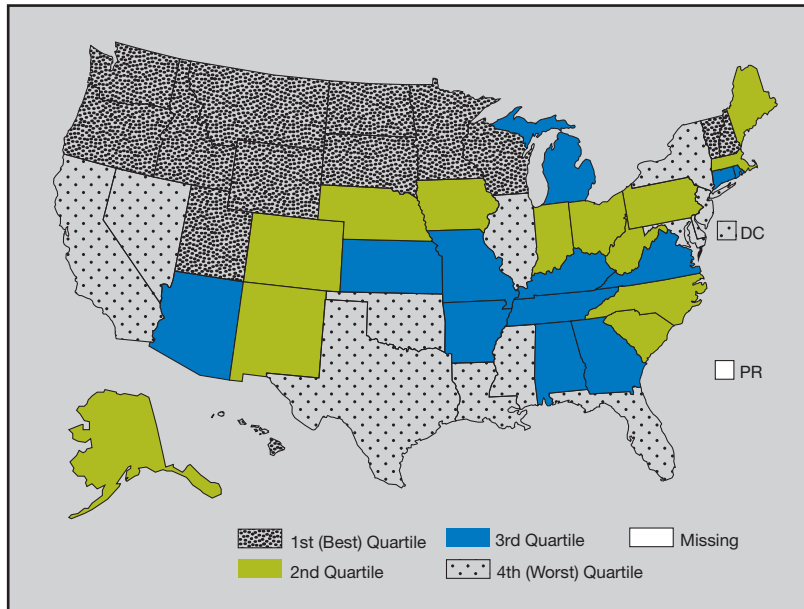 DC
PR
1st (Best) Quartile
3rd Quartile
Missing
2nd Quartile
4th (Worst) Quartile